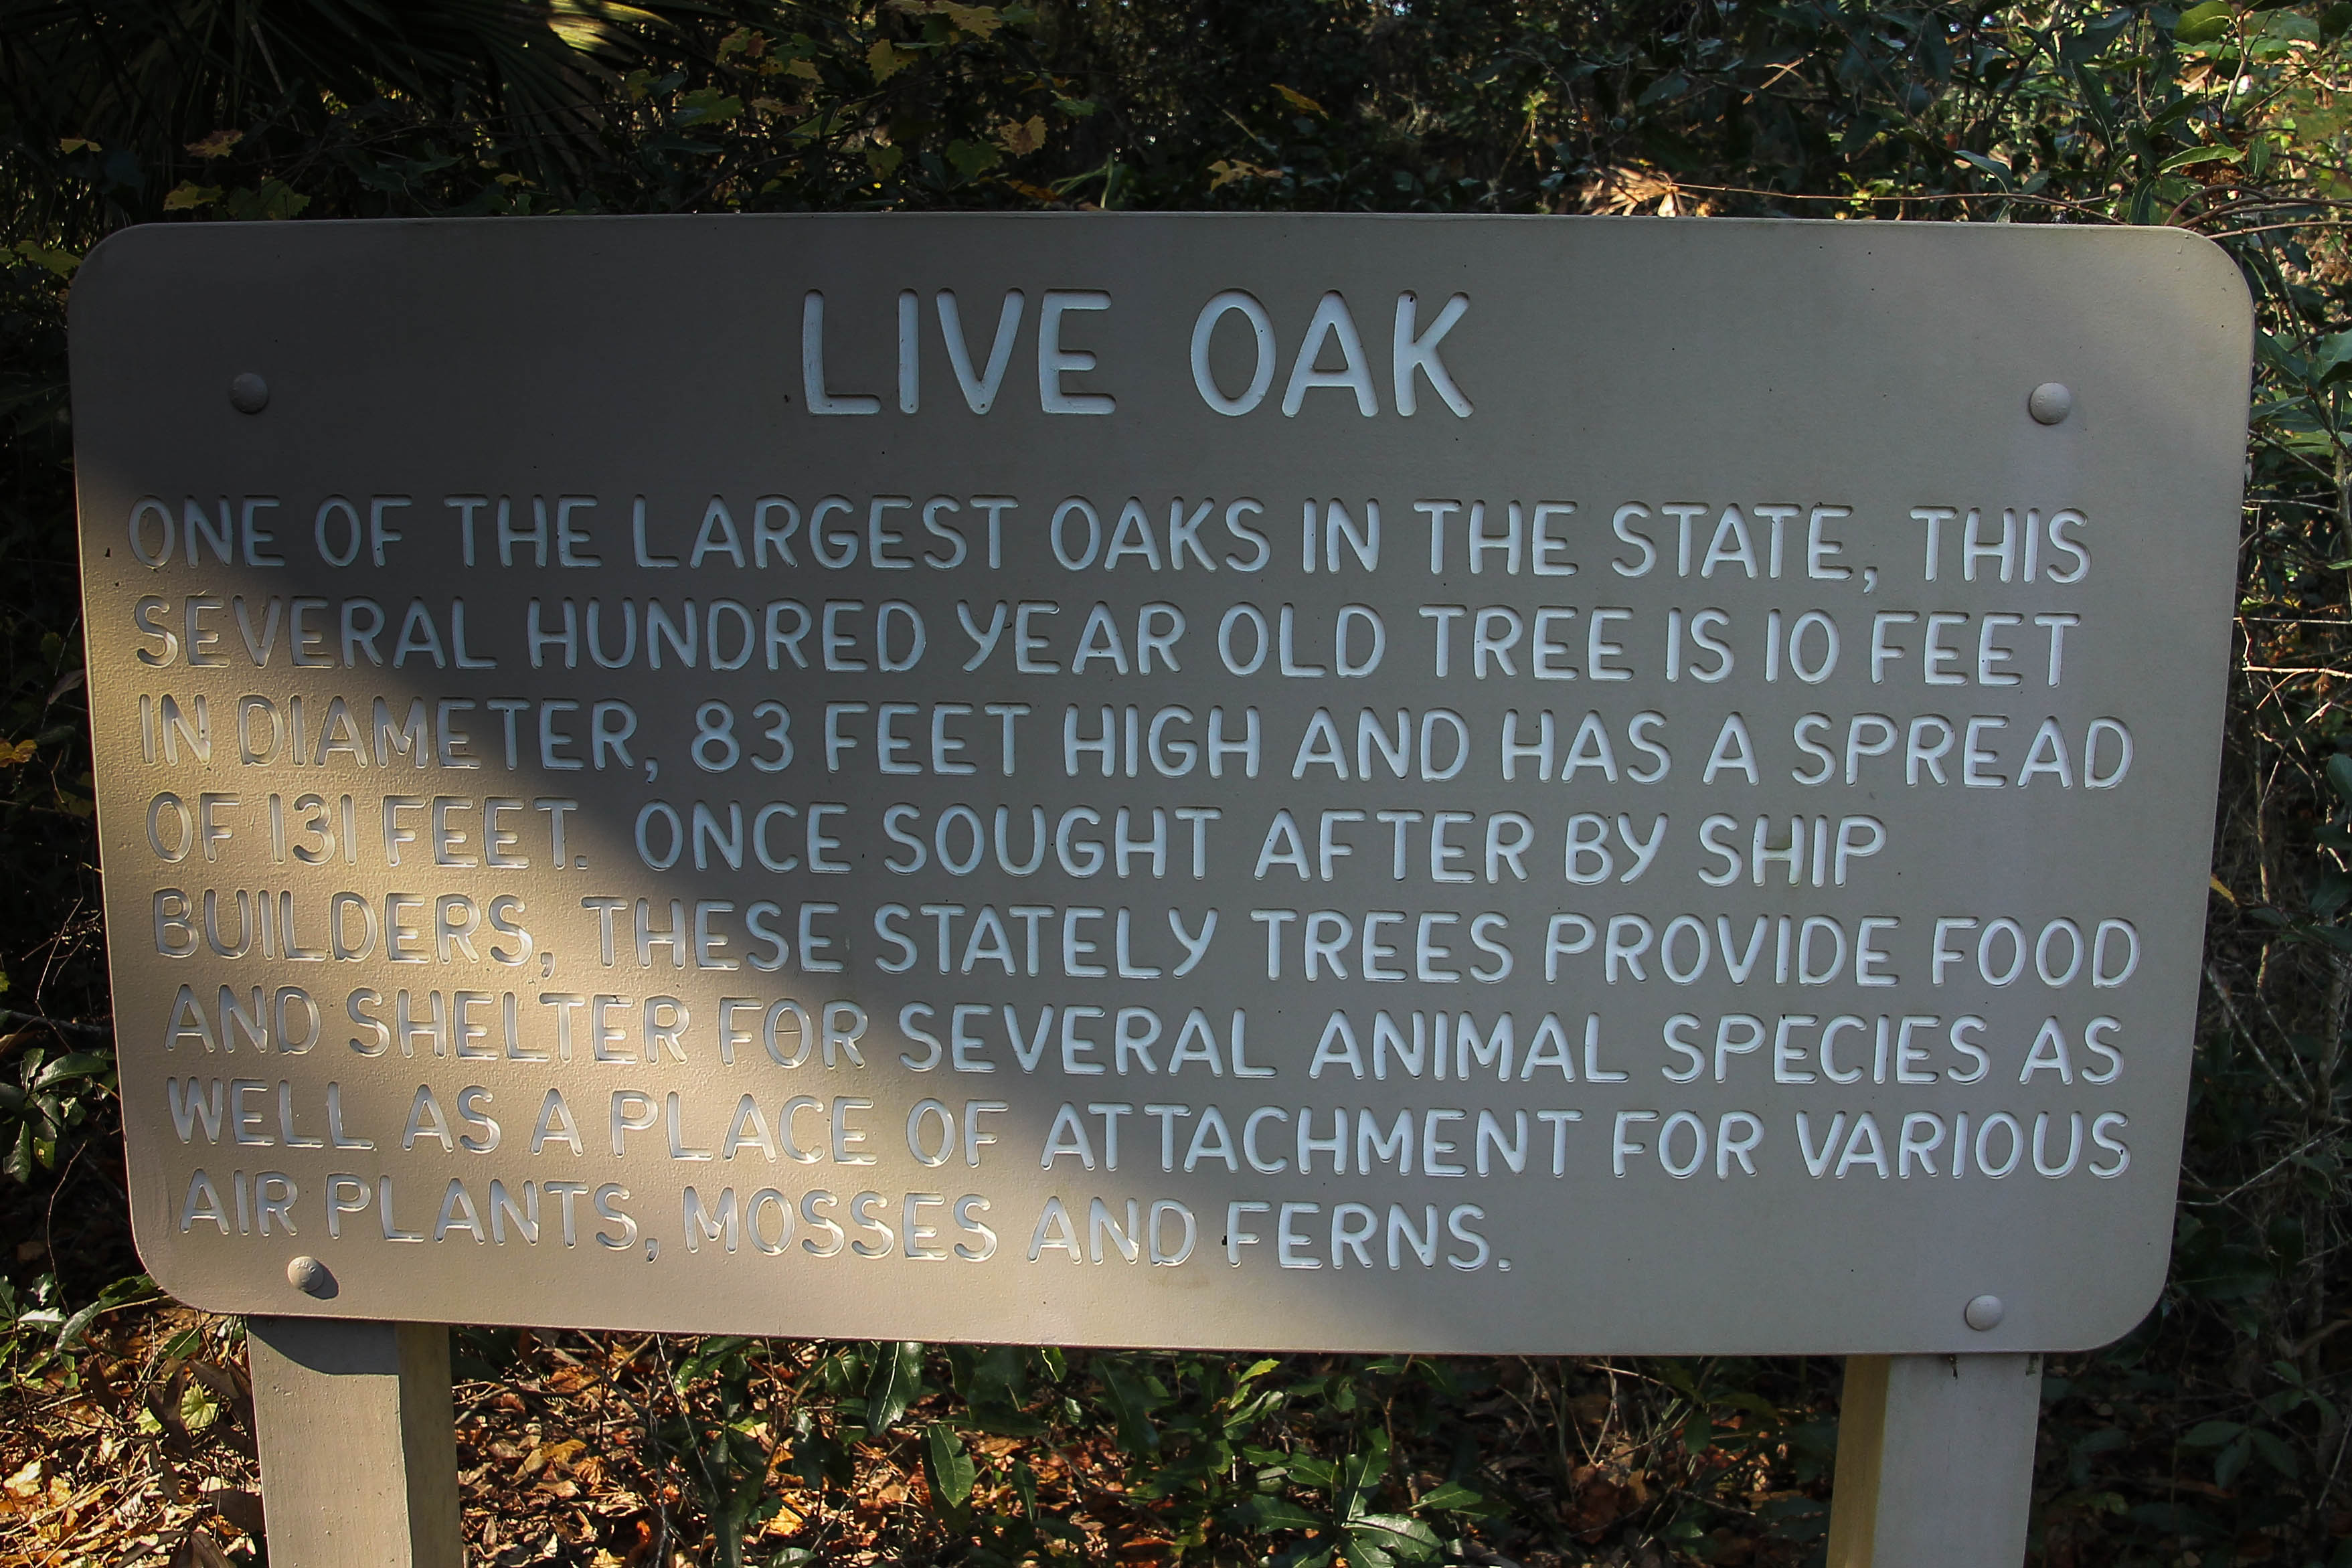 LIVE OAK
ONE OF THE LARGEST OAKS IN THE STATE, THIS
SEVERAL HUNDRED YEAR OLD TREE IS 10 FEET
IN DIAMETER, 83 FEET HIGH AND HAS A SPREAD
OF 131 FEET. ONCE SOUGHT AFTER BY SHIP
BUILDERS, THESE STATELY TREES PROVIDE FOOD
AND SHELTER FOR SEVERAL ANIMAL SPECIES AS
WELL AS A PLACE OF ATTACHMENT FOR VARIOUS
AIR PLANTS, MOSSES AND FERNS.